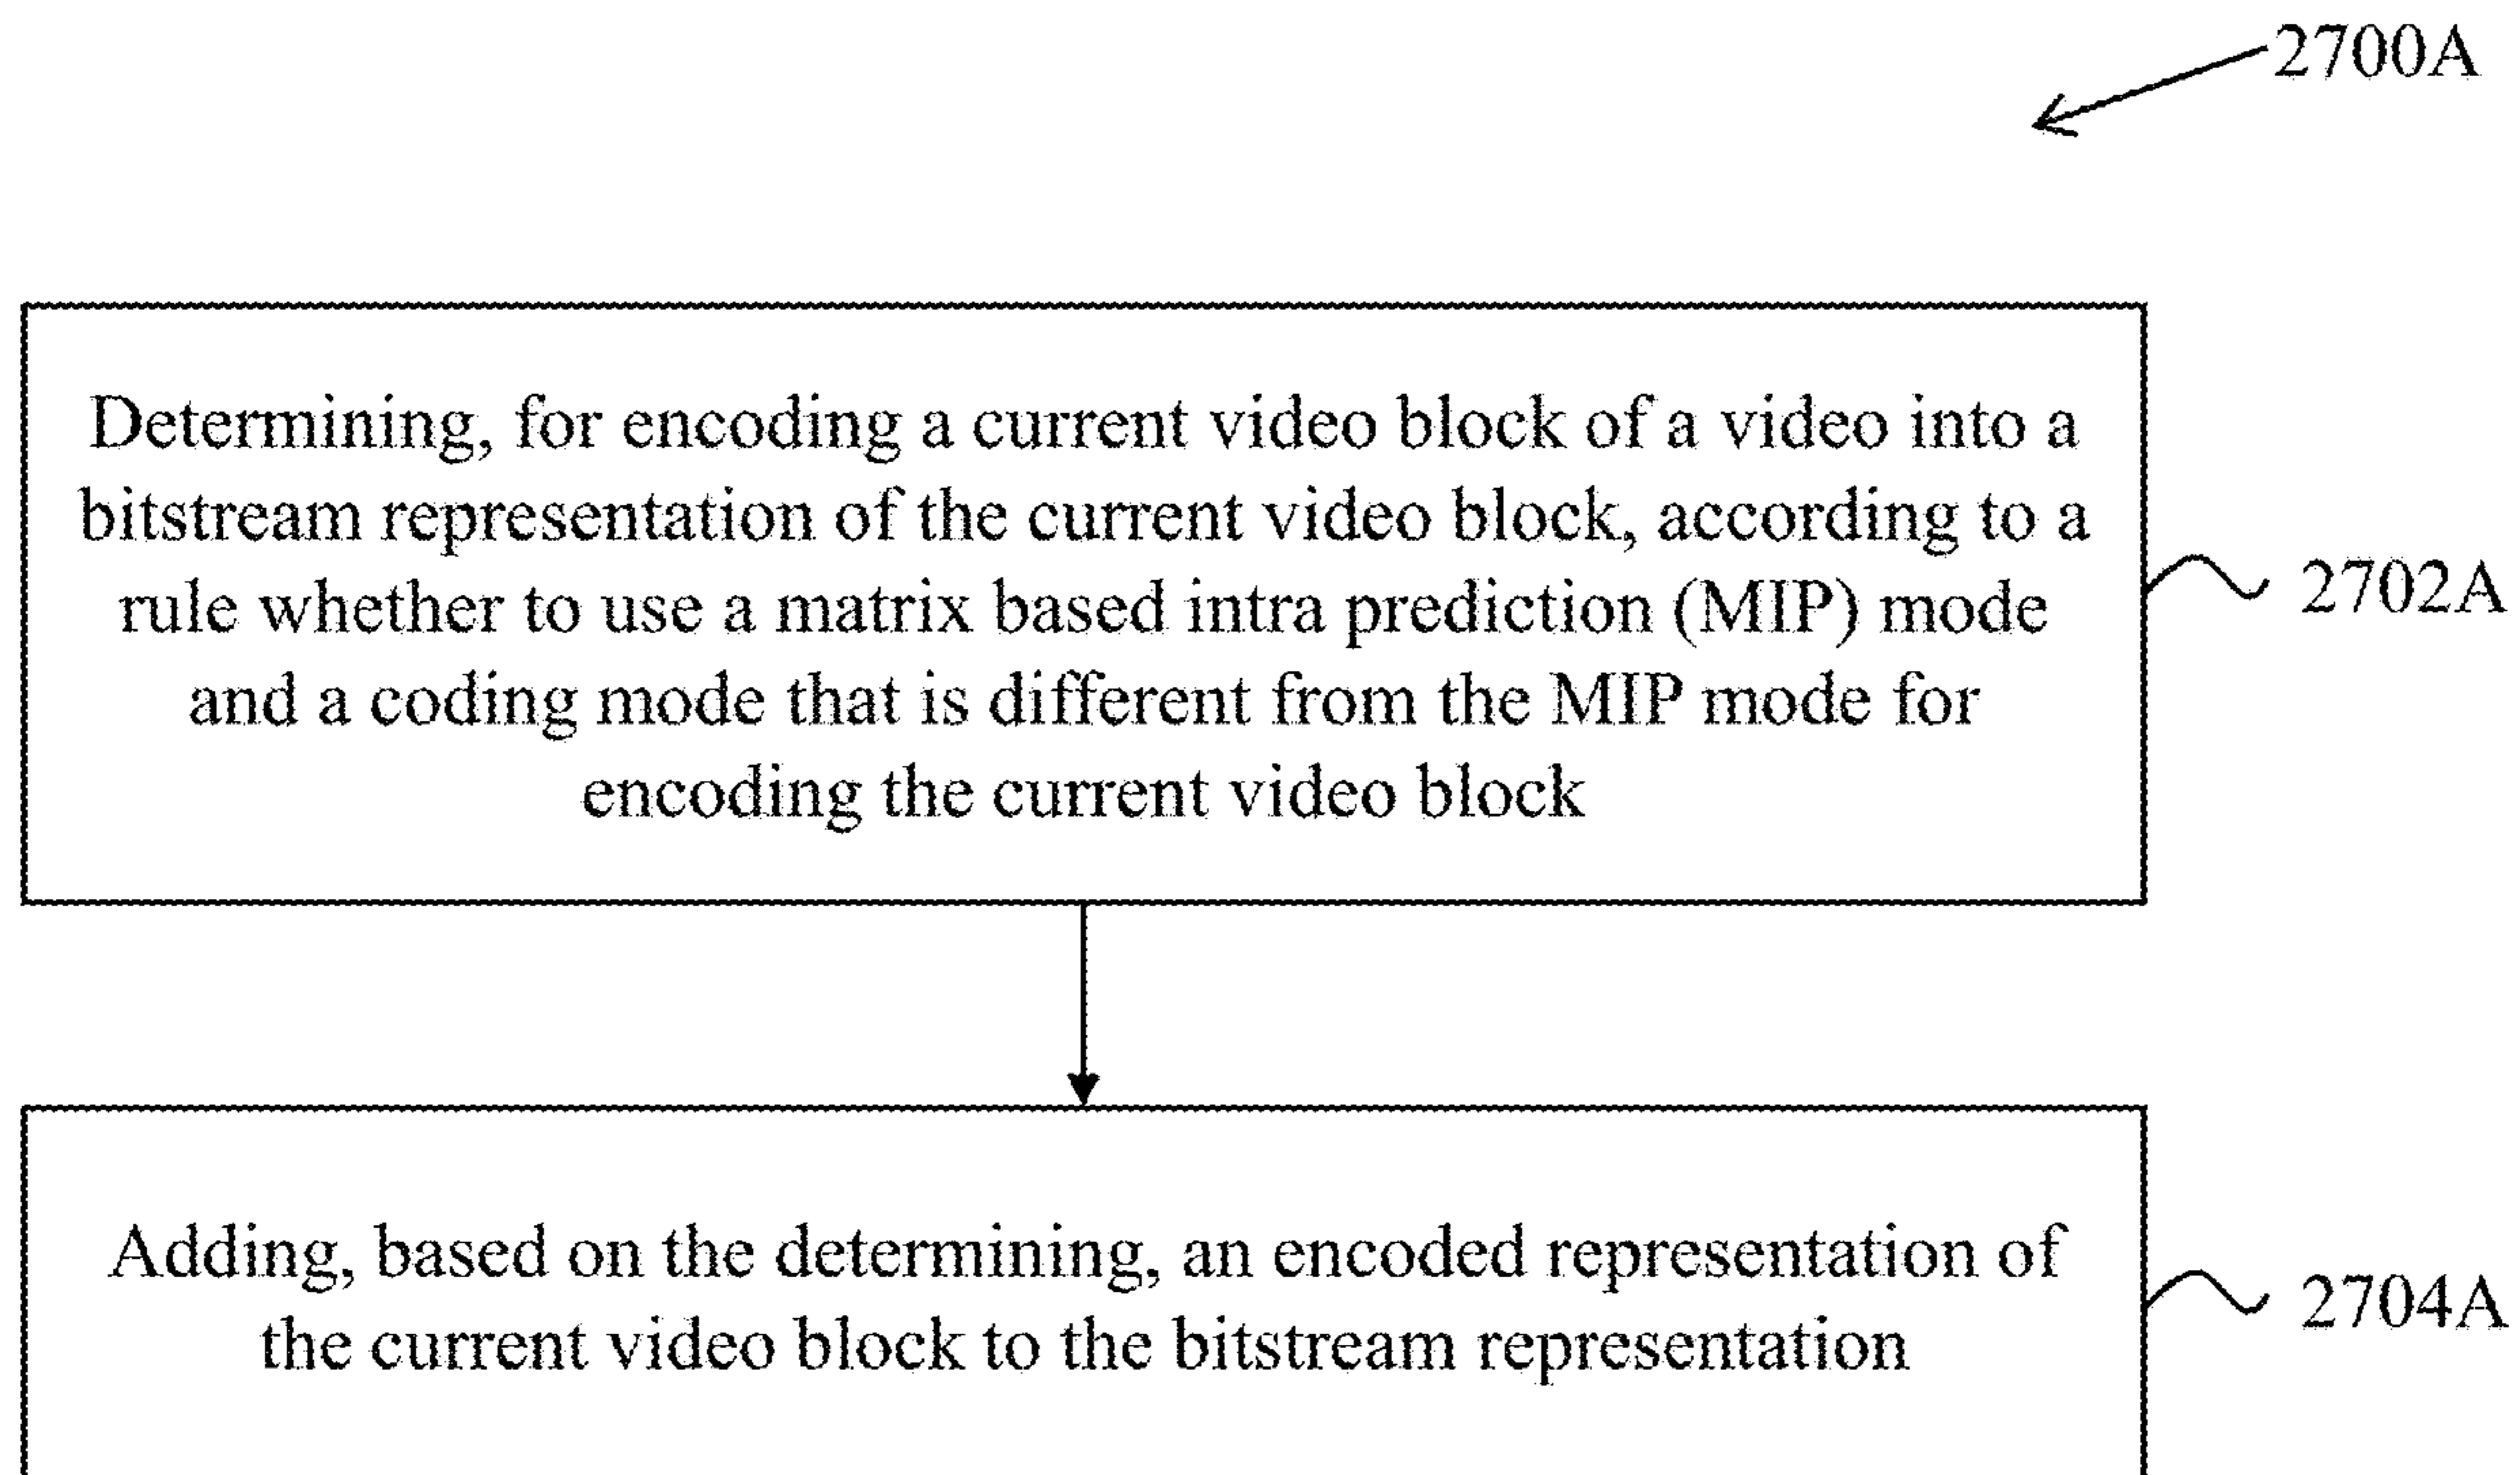 2700A
Determining, for encoding a current video block of a video into a
bitstream representation of the current video block, according to a
rule whether to use a matrix based intra prediction (MIP) mode
and a coding mode that is different from the MIP mode for
encoding the current video block
2702A
Adding, based on the determining, an encoded representation of
the current video block to the bitstream representation
2704A